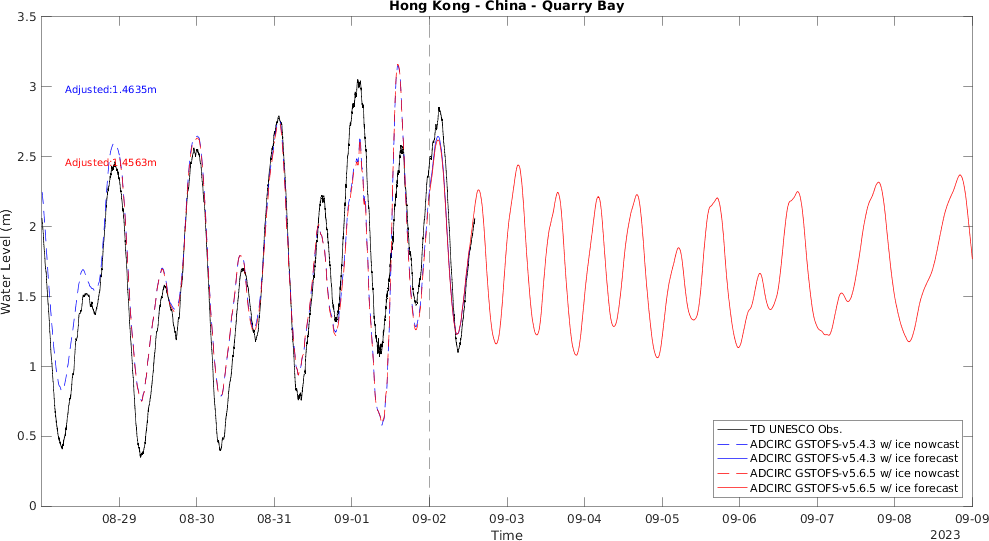 Hong Kong - China - Quarry Bay
3.5
3
2.5
2
1.5
1
0.5
0
Water Level (m)
Adjusted:1.4635m
Adjusted:1.4563m
TD UNESCO Obs.
ADCIRC GSTOFS-v5.4.3 w/ ice nowcast
ADCIRC GSTOFS-v5.4.3 w/ ice forecast
ADCIRC GSTOFS-v5.6.5 w/ ice nowcast
ADCIRC GSTOFS-v5.6.5 w/ ice forecast
08-29 08-30 08-31 09-01 09-02 09-03 09-04 09-05 09-06 09-07 09-08 09-09
Time
2023